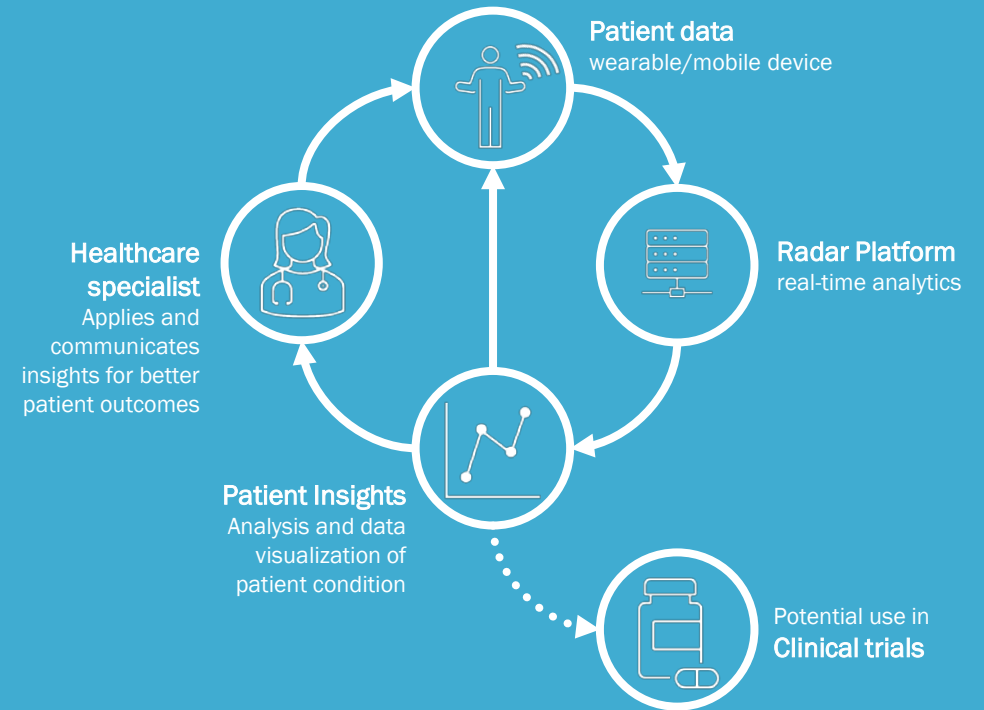 Patient data
wearable/mobile device
Radar Platform
real-time analytics
Healthcare
specialist
Applies and
communicates
insights for better
patient outcomes
Patient Insights
Analysis and data
visualization of
patient condition
Potential use in
Clinical trials